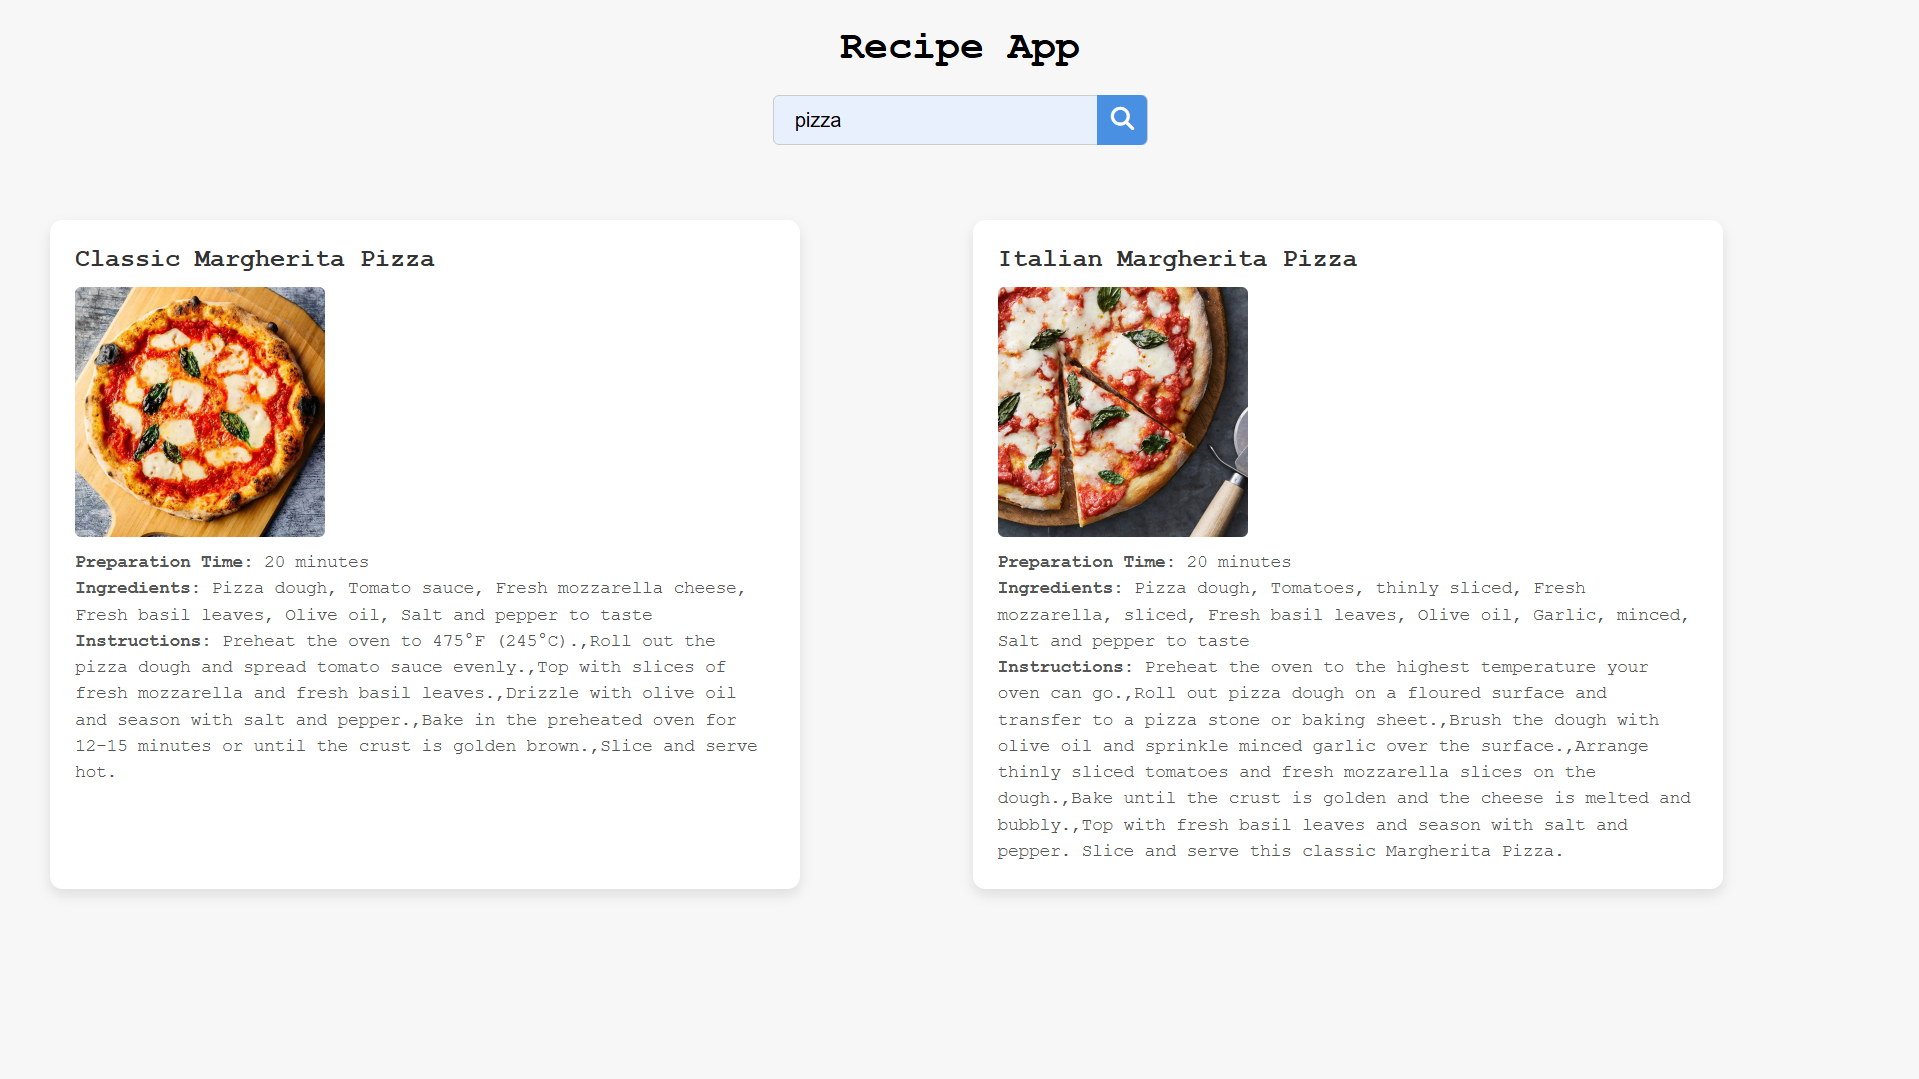 Recipe App
pizza
Classic Margherita Pizza
Preparation Time: 20 minutes
Ingredients: Pizza dough, Tomato sauce, Fresh mozzarella cheese,
Fresh basil leaves, Olive oil, Salt and pepper to taste
Instructions: Preheat the oven to 475°F (245°C).,Roll out the
pizza dough and spread tomato sauce evenly.,Top with slices of
fresh mozzarella and fresh basil leaves.,Drizzle with olive oil
and season with salt and pepper.,Bake in the preheated oven for
12-15 minutes or until the crust is golden brown.,Slice and serve
hot.
Italian Margherita Pizza
Preparation Time: 20 minutes
Ingredients: Pizza dough, Tomatoes, thinly sliced, Fresh
mozzarella, sliced, Fresh basil leaves, Olive oil, Garlic, minced,
Salt and pepper to taste
Instructions: Preheat the oven to the highest temperature your
oven can go.,Roll out pizza dough on a floured surface and
transfer to a pizza stone or baking sheet.,Brush the dough with
olive oil and sprinkle minced garlic over the surface.,Arrange
thinly sliced tomatoes and fresh mozzarella slices on the
dough.,Bake until the crust is golden and the cheese is melted and
bubbly.,Top with fresh basil leaves and season with salt and
pepper. Slice and serve this classic Margherita Pizza.